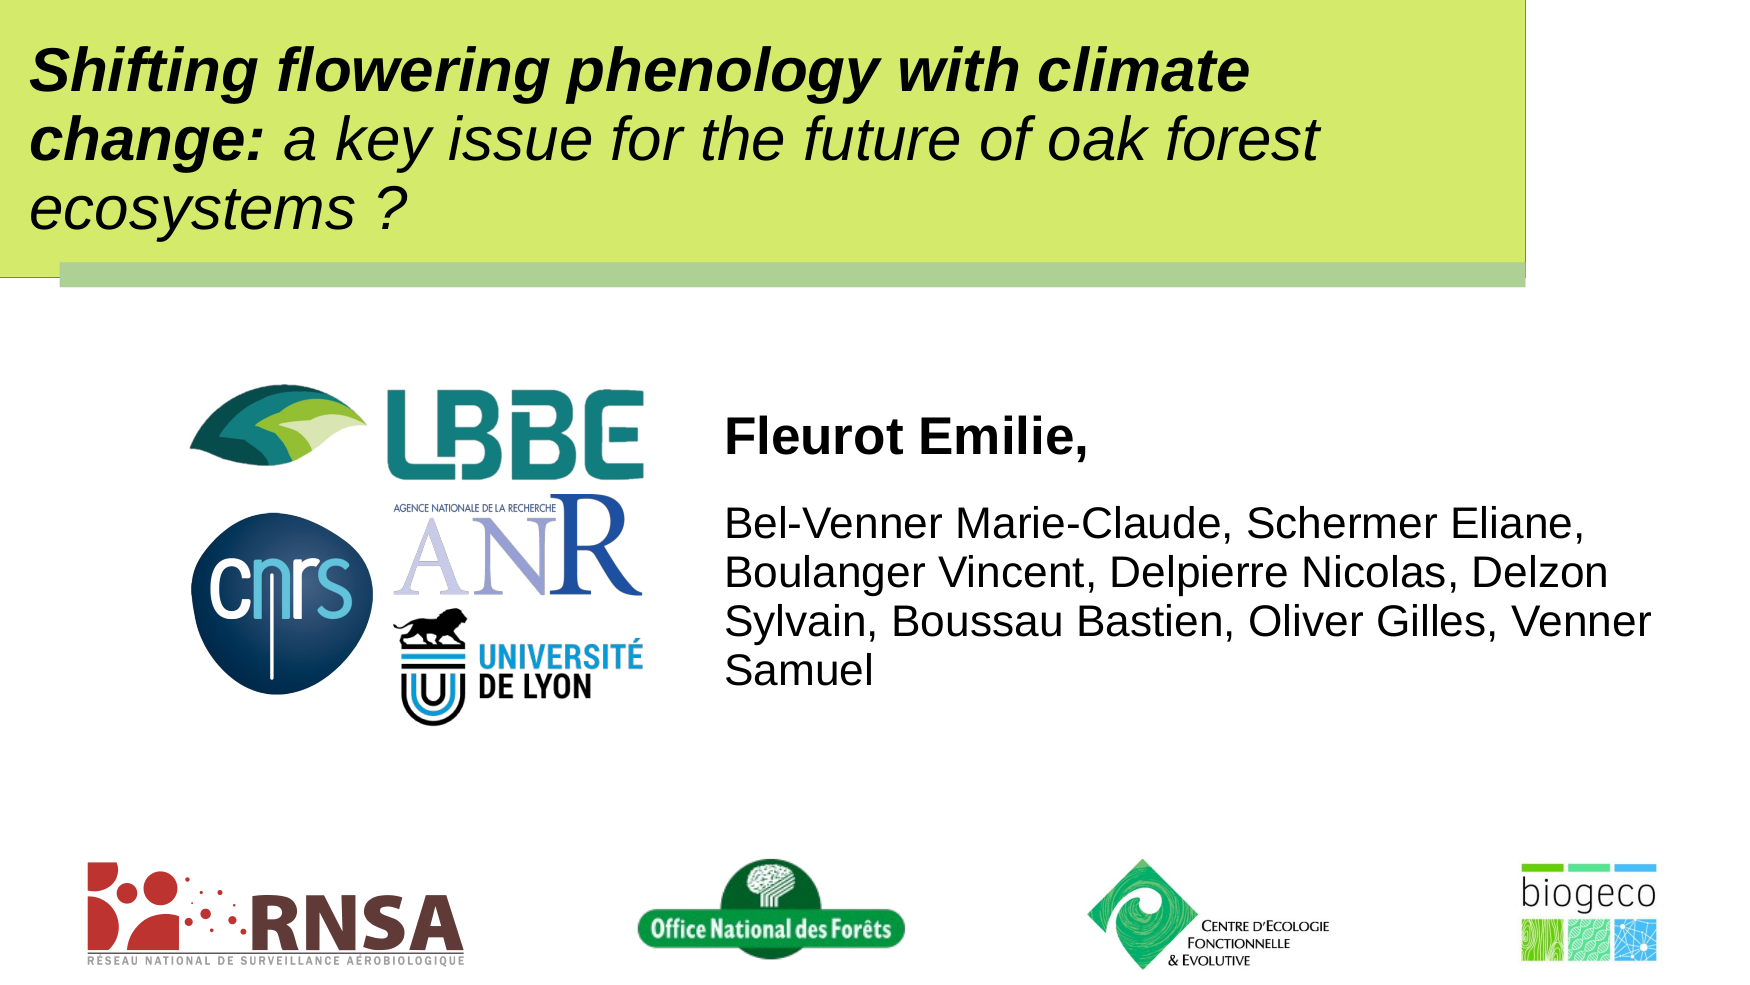 Shifting flowering phenology with climate
change: a key issue for the future of oak forest
ecosystems ?
LBBE
Fleurot Emilie,
AGENCE NATIONALE DE LA RECHERCHE
ANR
cnrs
Bel-Venner Marie-Claude, Schermer Eliane,
Boulanger Vincent, Delpierre Nicolas, Delzon
Sylvain, Boussau Bastien, Oliver Gilles, Venner
Samuel
UNIVERSITÉ
DE LYON
RNSA
RÉSEAU NATIONAL DE SURVEILLANCE AÉROBIOLOGIQUE
Office National des Forêts
CENTRE D'ECOLOGIE
FONCTIONNELLE
& EVOLUTIVE
biogeco